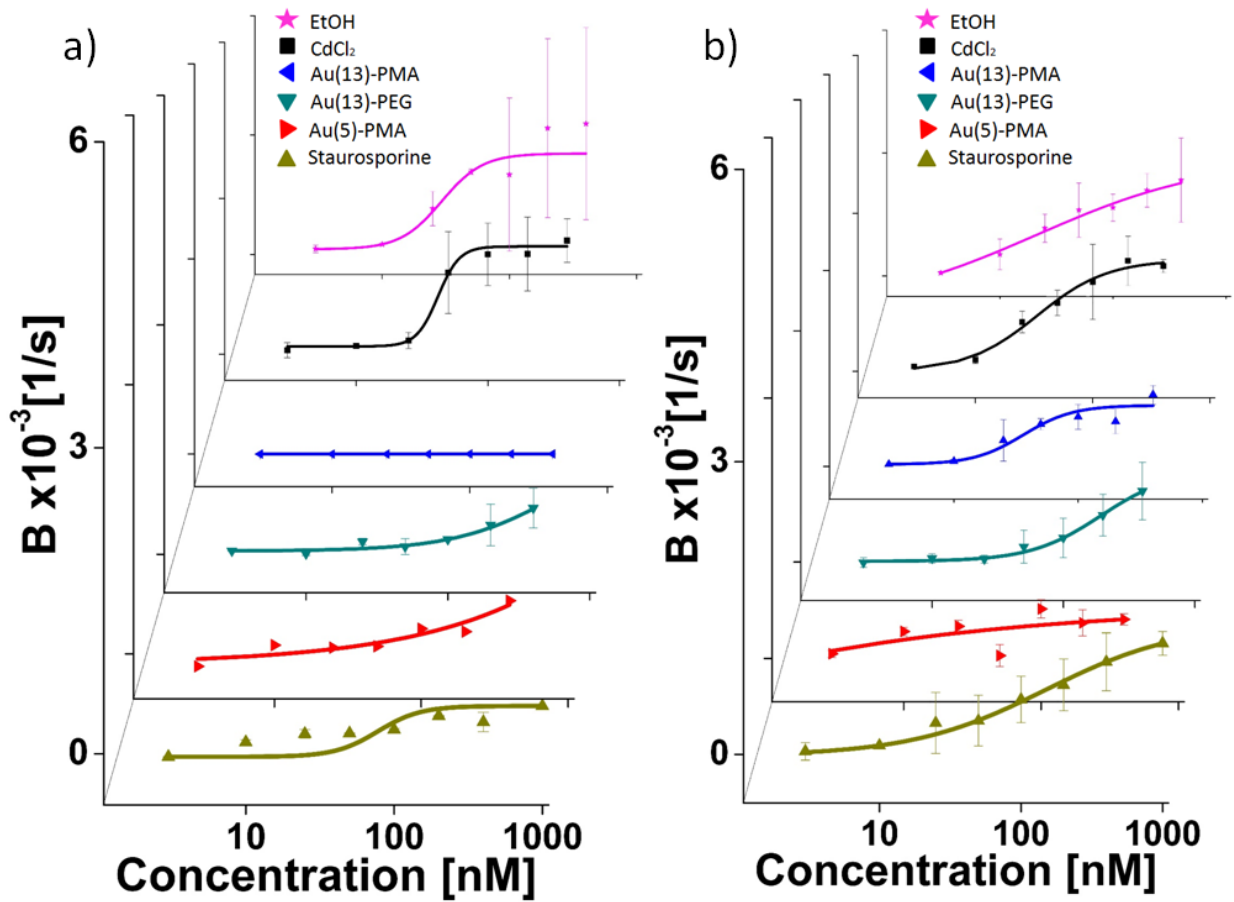 a)
EtOH
CdCl₂
Au(13)-PMA
Au(13)-PEG
Au(5)-PMA
Staurosporine
6
3
0
B x10⁻³[1/s]
10 100 1000
Concentration [nM]
b)
EtOH
CdCl₂
Au(13)-PMA
Au(13)-PEG
Au(5)-PMA
Staurosporine
6
3
0
B x10⁻³[1/s]
10 100 1000
Concentration [nM]